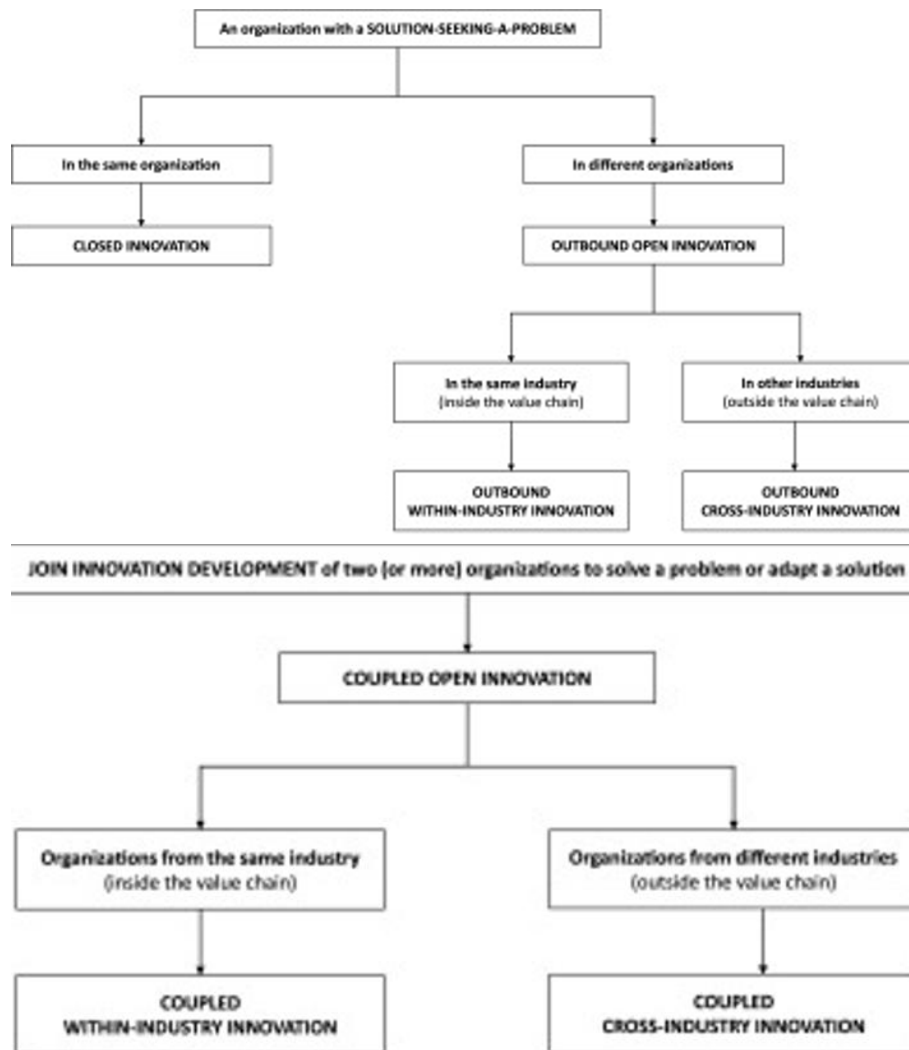 An organization with a SOLUTION-SEEKING-A-PROBLEM
In the same organization
In different organizations
CLOSED INNOVATION
OUTBOUND OPEN INNOVATION
In the same industry
(inside the value chain)
In other industries
(outside the value chain)
OUTBOUND
WITHIN-INDUSTRY INNOVATION
OUTBOUND
CROSS-INDUSTRY INNOVATION
JOIN INNOVATION DEVELOPMENT of two (or more) organizations to solve a problem or adapt a solution
COUPLED OPEN INNOVATION
Organizations from the same industry
(inside the value chain)
Organizations from different industries
(outside the value chain)
COUPLED
WITHIN-INDUSTRY INNOVATION
COUPLED
CROSS-INDUSTRY INNOVATION